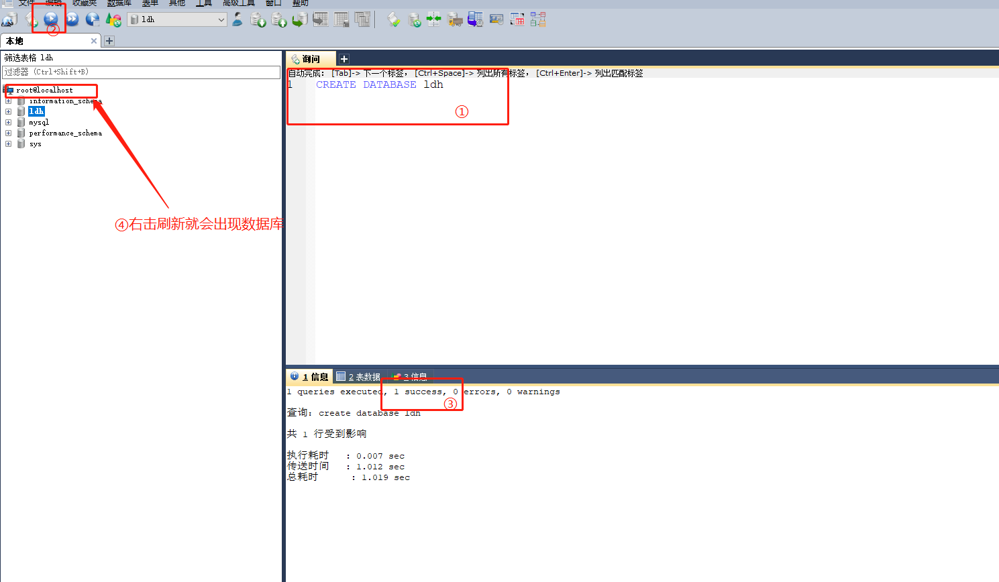 文件 编辑 收藏夹 数据库 表单 其他 工具 高级工具 窗口 帮助
②
ldh
本地
筛选表格 ldh
过滤器 (Ctrl+Shift+B)
root@localhost
information_schema
ldh
mysql
performance_schema
sys
④右击刷新就会出现数据库
询问
自动完成: [Tab]-> 下一个标签, [Ctrl+Space]-> 列出所有标签, [Ctrl+Enter]-> 列出匹配标签
1 CREATE DATABASE ldh
①
1 信息 2 表数据 3 信息
1 queries executed, 1 success, 0 errors, 0 warnings
③
查询: create database ldh
共 1 行受到影响
执行耗时 : 0.007 sec
传送时间 : 1.012 sec
总耗时 : 1.019 sec